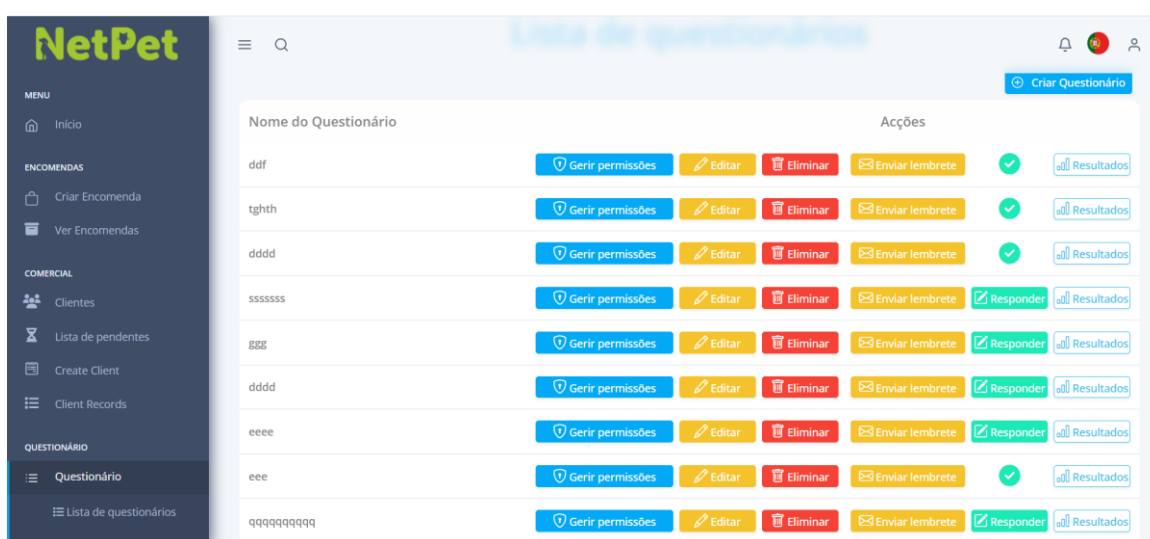 NetPet
Lista de questionários
MENU
Início
ENCOMENDAS
Criar Encomenda
Ver Encomendas
COMERCIAL
Clientes
Lista de pendentes
Create Client
Client Records
QUESTIONÁRIO
Questionário
Lista de questionários
Criar Questionário
Nome do Questionário Acções
ddf Gerir permissões Editar Eliminar Enviar lembrete Resultados
tghth Gerir permissões Editar Eliminar Enviar lembrete Resultados
dddd Gerir permissões Editar Eliminar Enviar lembrete Resultados
sssssss Gerir permissões Editar Eliminar Enviar lembrete Responder Resultados
ggg Gerir permissões Editar Eliminar Enviar lembrete Responder Resultados
dddd Gerir permissões Editar Eliminar Enviar lembrete Responder Resultados
eeee Gerir permissões Editar Eliminar Enviar lembrete Responder Resultados
eee Gerir permissões Editar Eliminar Enviar lembrete Resultados
qqqqqqqqqq Gerir permissões Editar Eliminar Enviar lembrete Responder Resultados